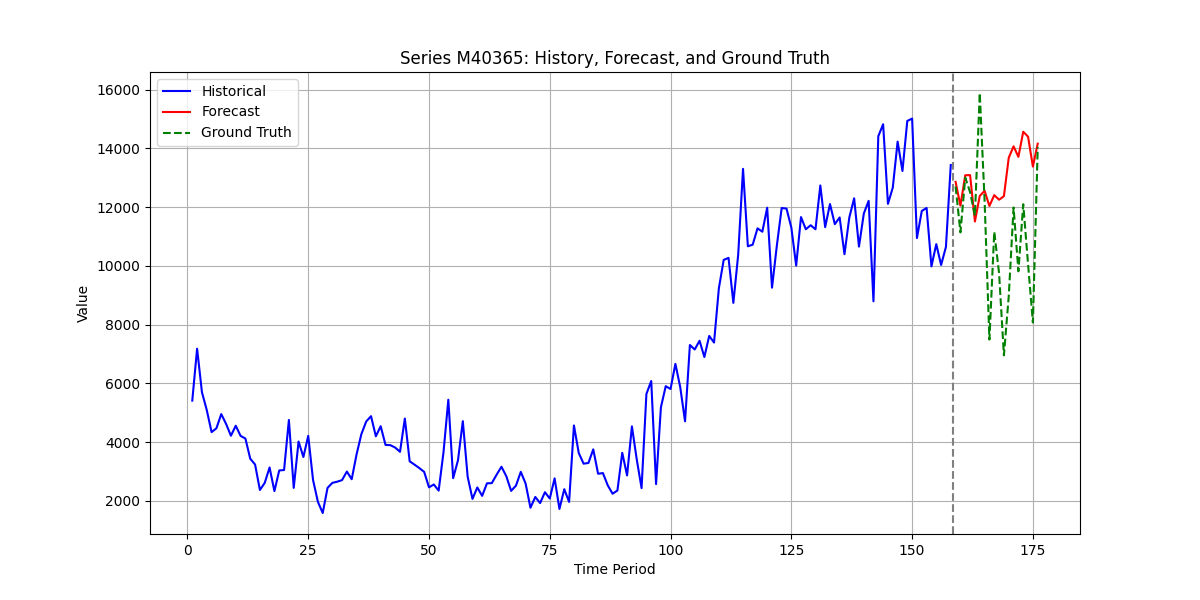 Series M40365: History, Forecast, and Ground Truth
Historical
Forecast
Ground Truth
16000
14000
12000
10000
8000
6000
4000
2000
Value
0 25 50 75 100 125 150 175
Time Period